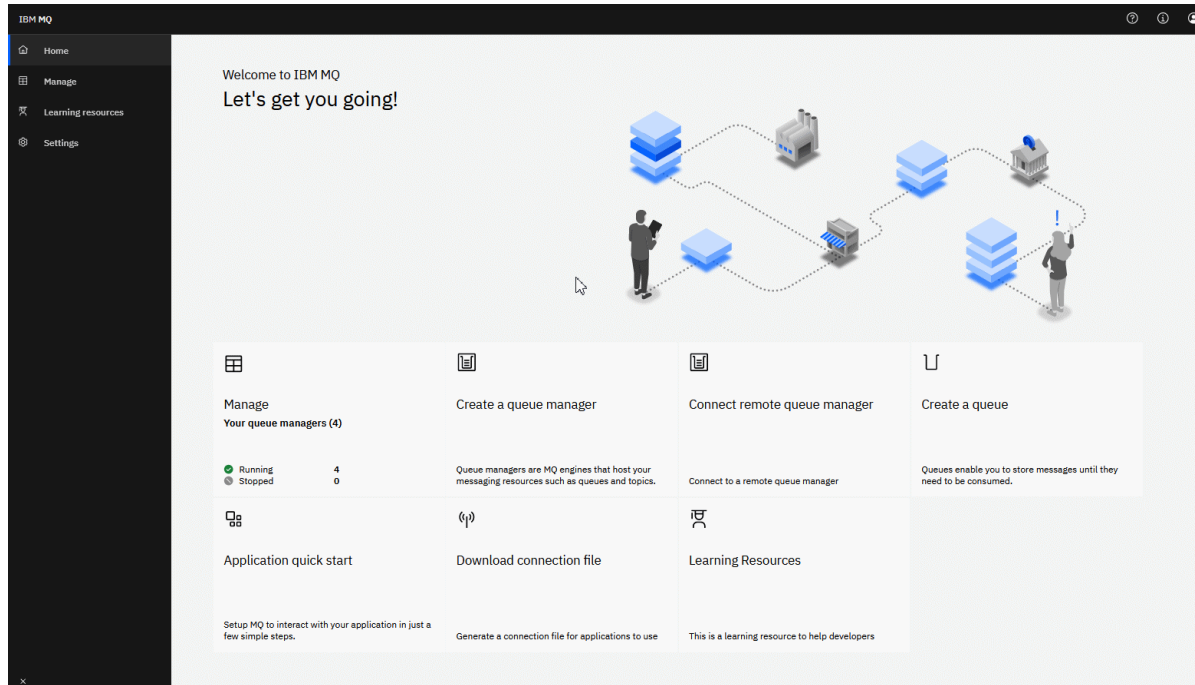 IBM MQ
Home
Manage
Learning resources
Settings
Welcome to IBM MQ
Let's get you going!
!
Manage
Your queue managers (4)
Running 4
Stopped 0
Create a queue manager
Queue managers are MQ engines that host your
messaging resources such as queues and topics.
Connect remote queue manager
Connect to a remote queue manager
Create a queue
Queues enable you to store messages until they
need to be consumed.
Application quick start
Setup MQ to interact with your application in just a
few simple steps.
Download connection file
Generate a connection file for applications to use
Learning Resources
This is a learning resource to help developers